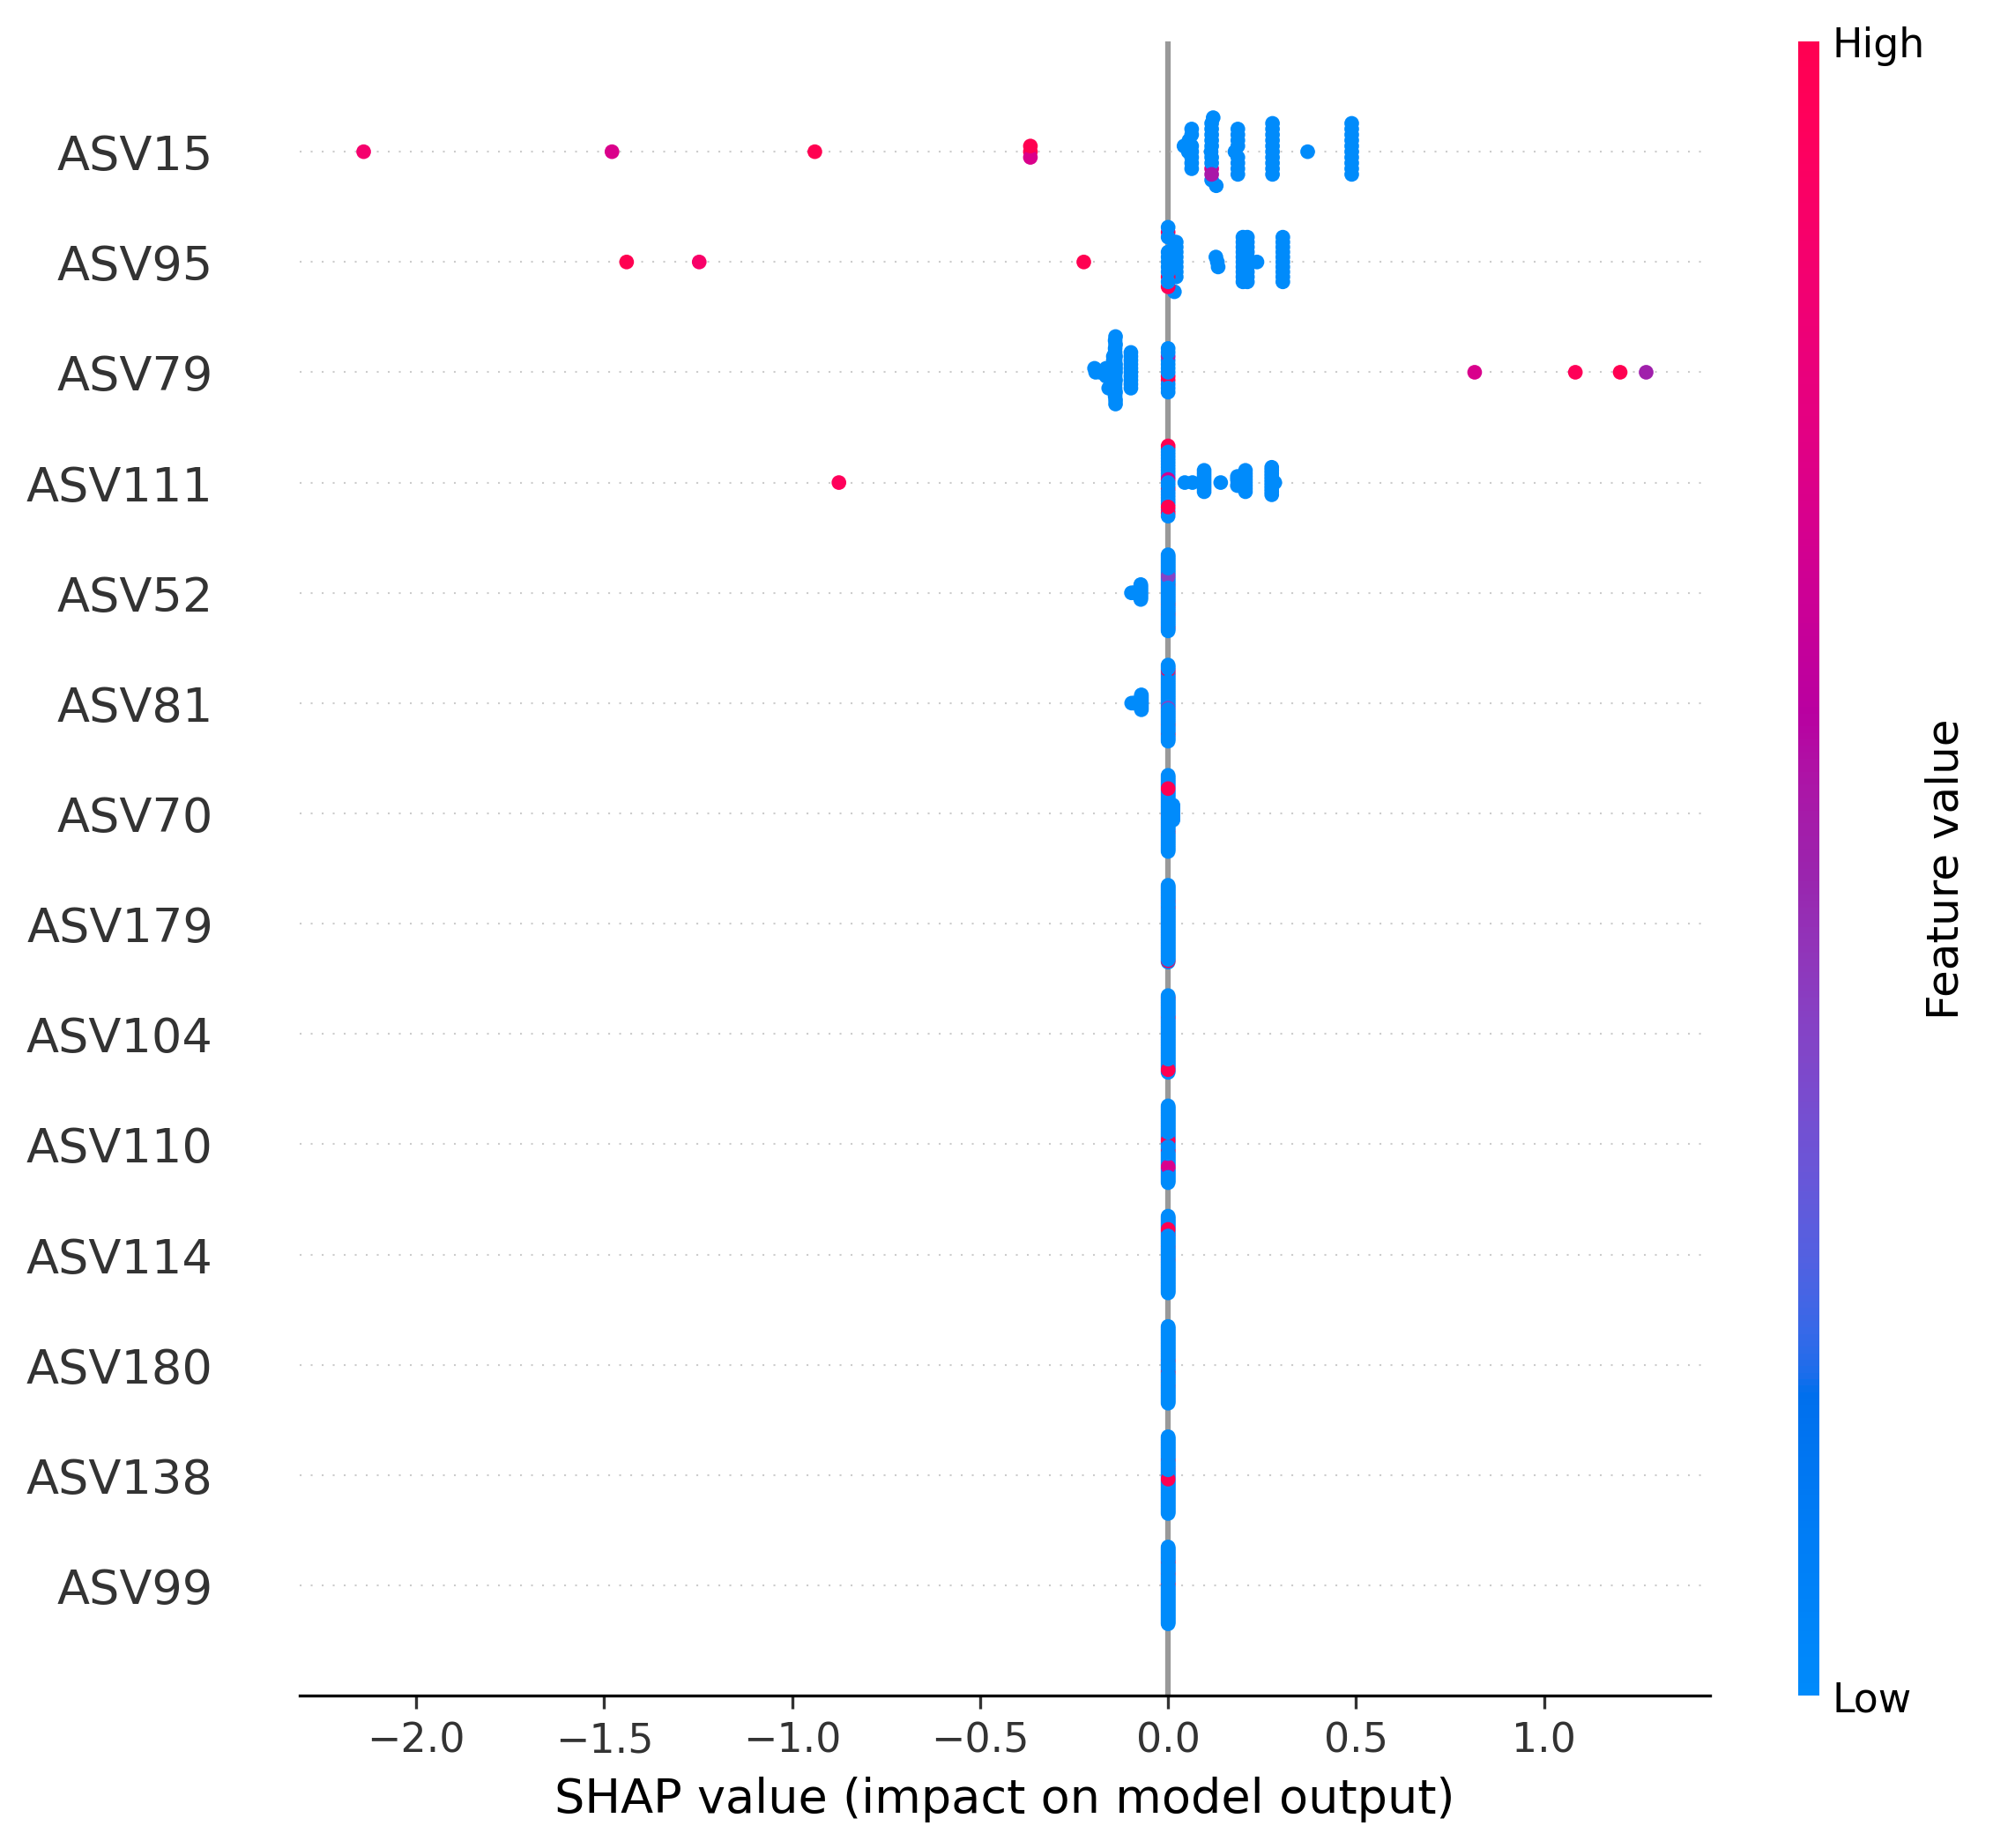 High
ASV15
ASV95
ASV79
ASV111
ASV52
ASV81
ASV70
ASV179
ASV104
ASV110
ASV114
ASV180
ASV138
ASV99
Feature value
Low
−2.0 −1.5 −1.0 −0.5 0.0 0.5 1.0
SHAP value (impact on model output)